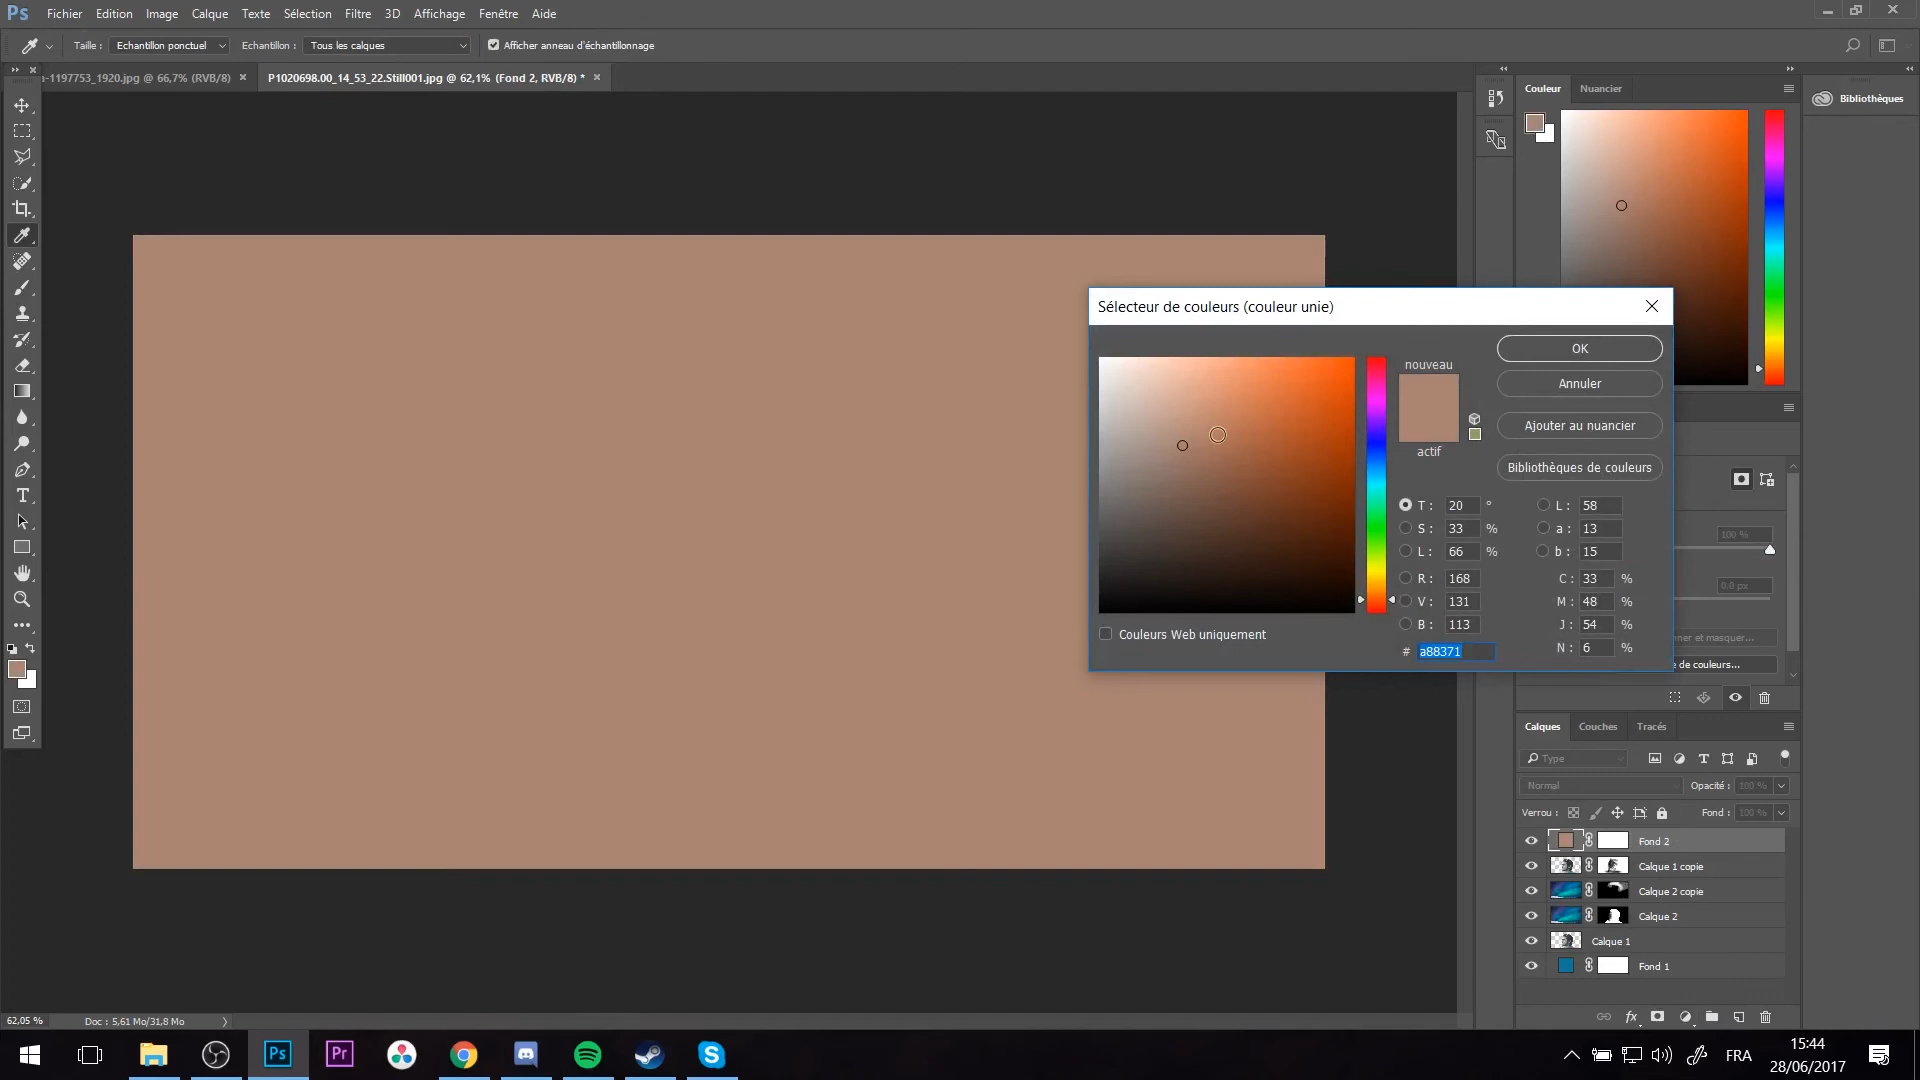 Ps Fichier Edition Image Calque Texte Sélection Filtre 3D Affichage Fenêtre Aide
Taille : Echantillon ponctuel Echantillon : Tous les calques Afficher anneau d'échantillonnage
-1197753_1920.jpg @ 66,7% (RVB/8) × P1020698.00_14_53_22.Still001.jpg @ 62,1% (Fond 2, RVB/8) * ×
Couleur Nuancier
Bibliothèques
Sélecteur de couleurs (couleur unie)
nouveau
actif
OK
Annuler
Ajouter au nuancier
Bibliothèques de couleurs
T : 20 ° L : 58
S : 33 % a : 13
L : 66 % b : 15
R : 168 C : 33 %
V : 131 M : 48 %
B : 113 J : 54 %
# a88371 N : 6 %
Couleurs Web uniquement
100 %
0,0 px
ner et masquer...
e de couleurs...
Calques Couches Tracés
Type
Normal Opacité : 100 %
Verrou : Fond : 100 %
Fond 2
Calque 1 copie
Calque 2 copie
Calque 2
Calque 1
Fond 1
fx
62,05 % Doc : 5,61 Mo/31,8 Mo
Ps Pr
FRA
15:44
28/06/2017